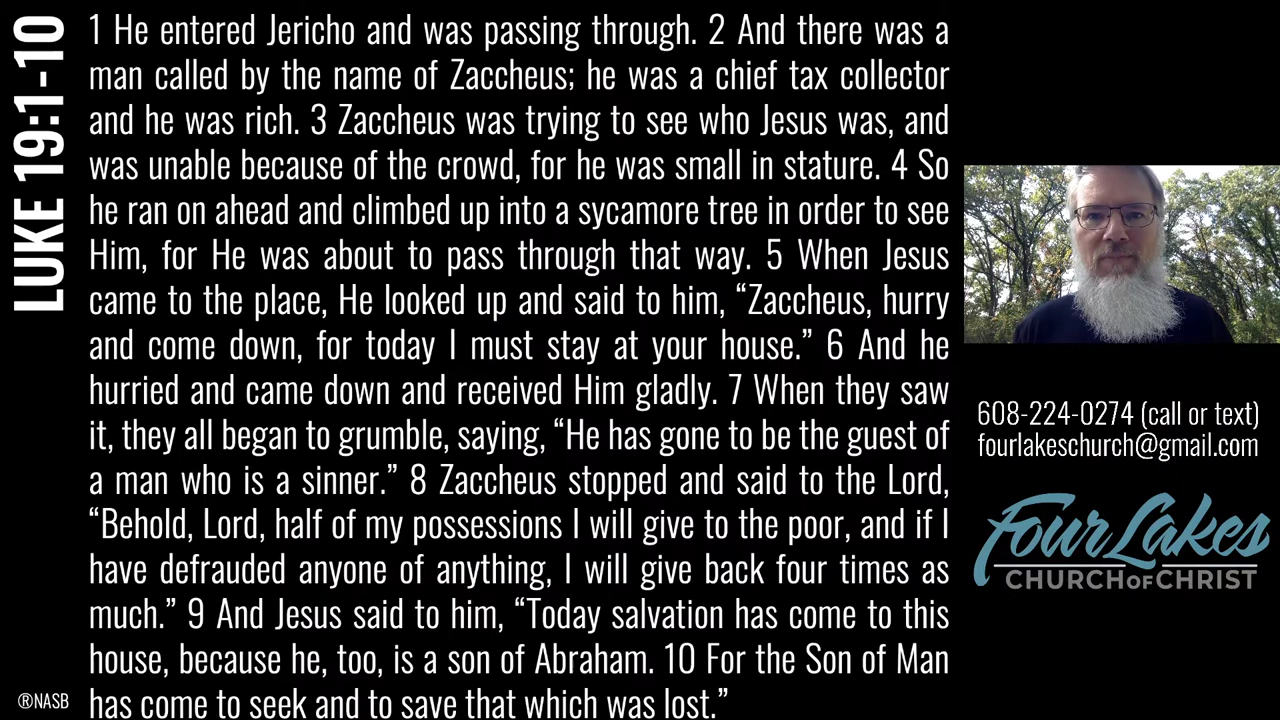 LUKE 19:1-10
1 He entered Jericho and was passing through. 2 And there was a
man called by the name of Zaccheus; he was a chief tax collector
and he was rich. 3 Zaccheus was trying to see who Jesus was, and
was unable because of the crowd, for he was small in stature. 4 So
he ran on ahead and climbed up into a sycamore tree in order to see
Him, for He was about to pass through that way. 5 When Jesus
came to the place, He looked up and said to him, “Zaccheus, hurry
and come down, for today I must stay at your house.” 6 And he
hurried and came down and received Him gladly. 7 When they saw
it, they all began to grumble, saying, “He has gone to be the guest of
a man who is a sinner.” 8 Zaccheus stopped and said to the Lord,
“Behold, Lord, half of my possessions I will give to the poor, and if I
have defrauded anyone of anything, I will give back four times as
much.” 9 And Jesus said to him, “Today salvation has come to this
house, because he, too, is a son of Abraham. 10 For the Son of Man
has come to seek and to save that which was lost.”
®NASB
608-224-0274 (call or text)
fourlakeschurch@gmail.com
Four Lakes
CHURCH OF CHRIST